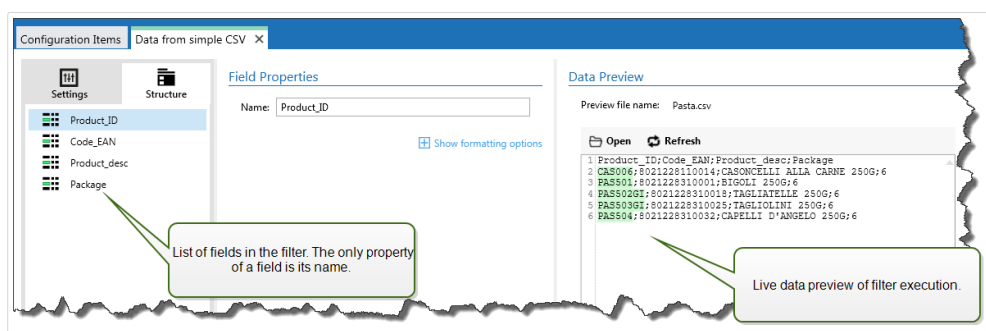 Configuration Items Data from simple CSV
Settings Structure
Product_ID
Code_EAN
Product_desc
Package
Field Properties
Name: Product_ID
Show formatting options
Data Preview
Preview file name: Pasta.csv
Open Refresh
1 Product_ID;Code_EAN;Product_desc;Package
2 CAS006;8021228110014;CASONCELLI ALLA CARNE 250G;6
3 PAS501;8021228310001;BIGOLI 250G;6
4 PAS502GI;8021228310018;TAGLIATELLE 250G;6
5 PAS503GI;8021228310025;TAGLIOLINI 250G;6
6 PAS504;8021228310032;CAPELLI D'ANGELO 250G;6
List of fields in the filter. The only property
of a field is its name.
Live data preview of filter execution.